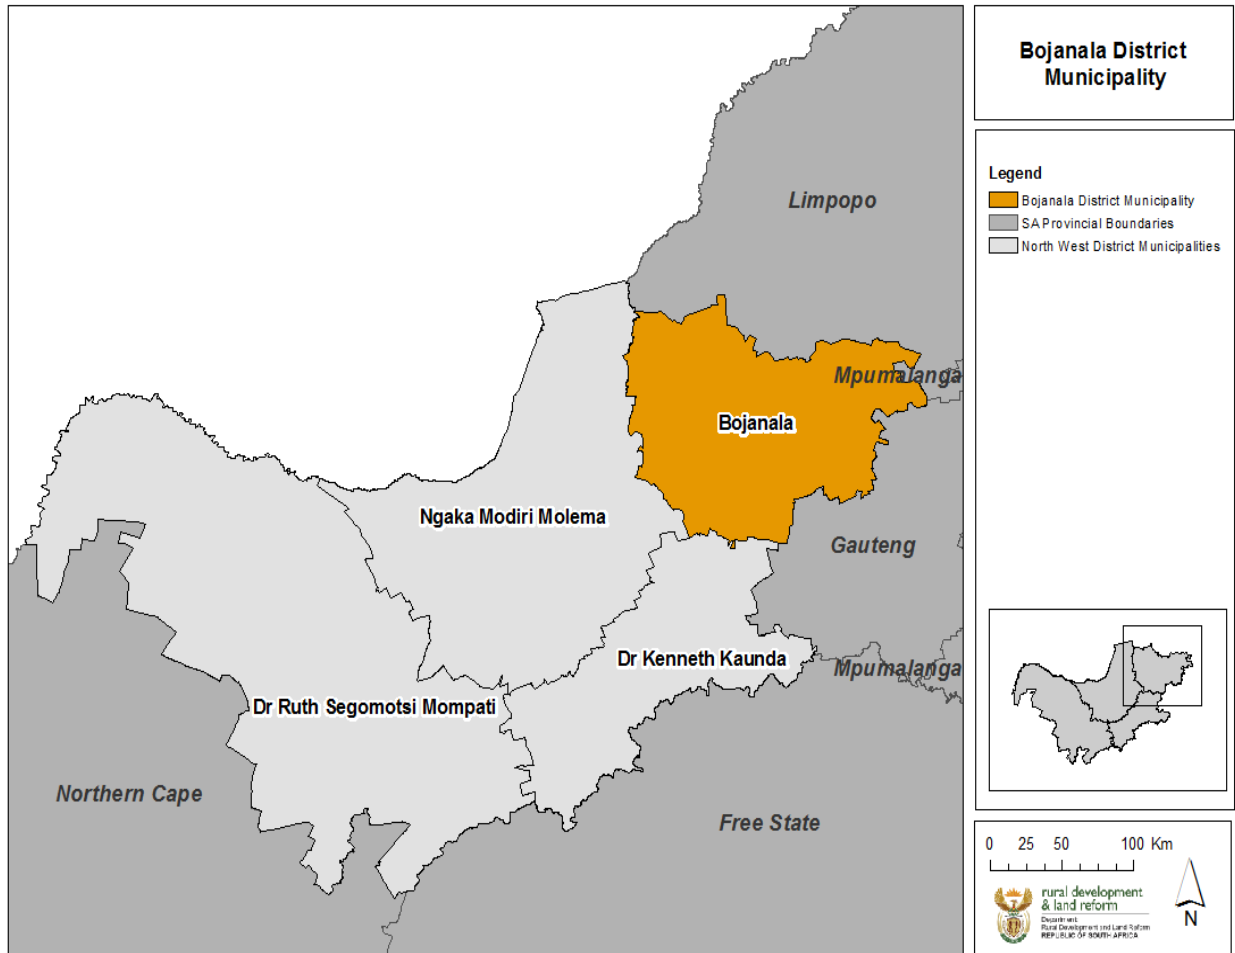 Bojanala District
Municipality
Limpopo
Mpumalanga
Bojanala
Ngaka Modiri Molema
Gauteng
Dr Kenneth Kaunda
Mpumalanga
Dr Ruth Segomotsi Mompati
Northern Cape
Free State
Legend
Bojanala District Municipality
SA Provincial Boundaries
North West District Municipalities
0 25 50 100 Km
rural development
& land reform
Department:
Rural Development and Land Reform
REPUBLIC OF SOUTH AFRICA
N